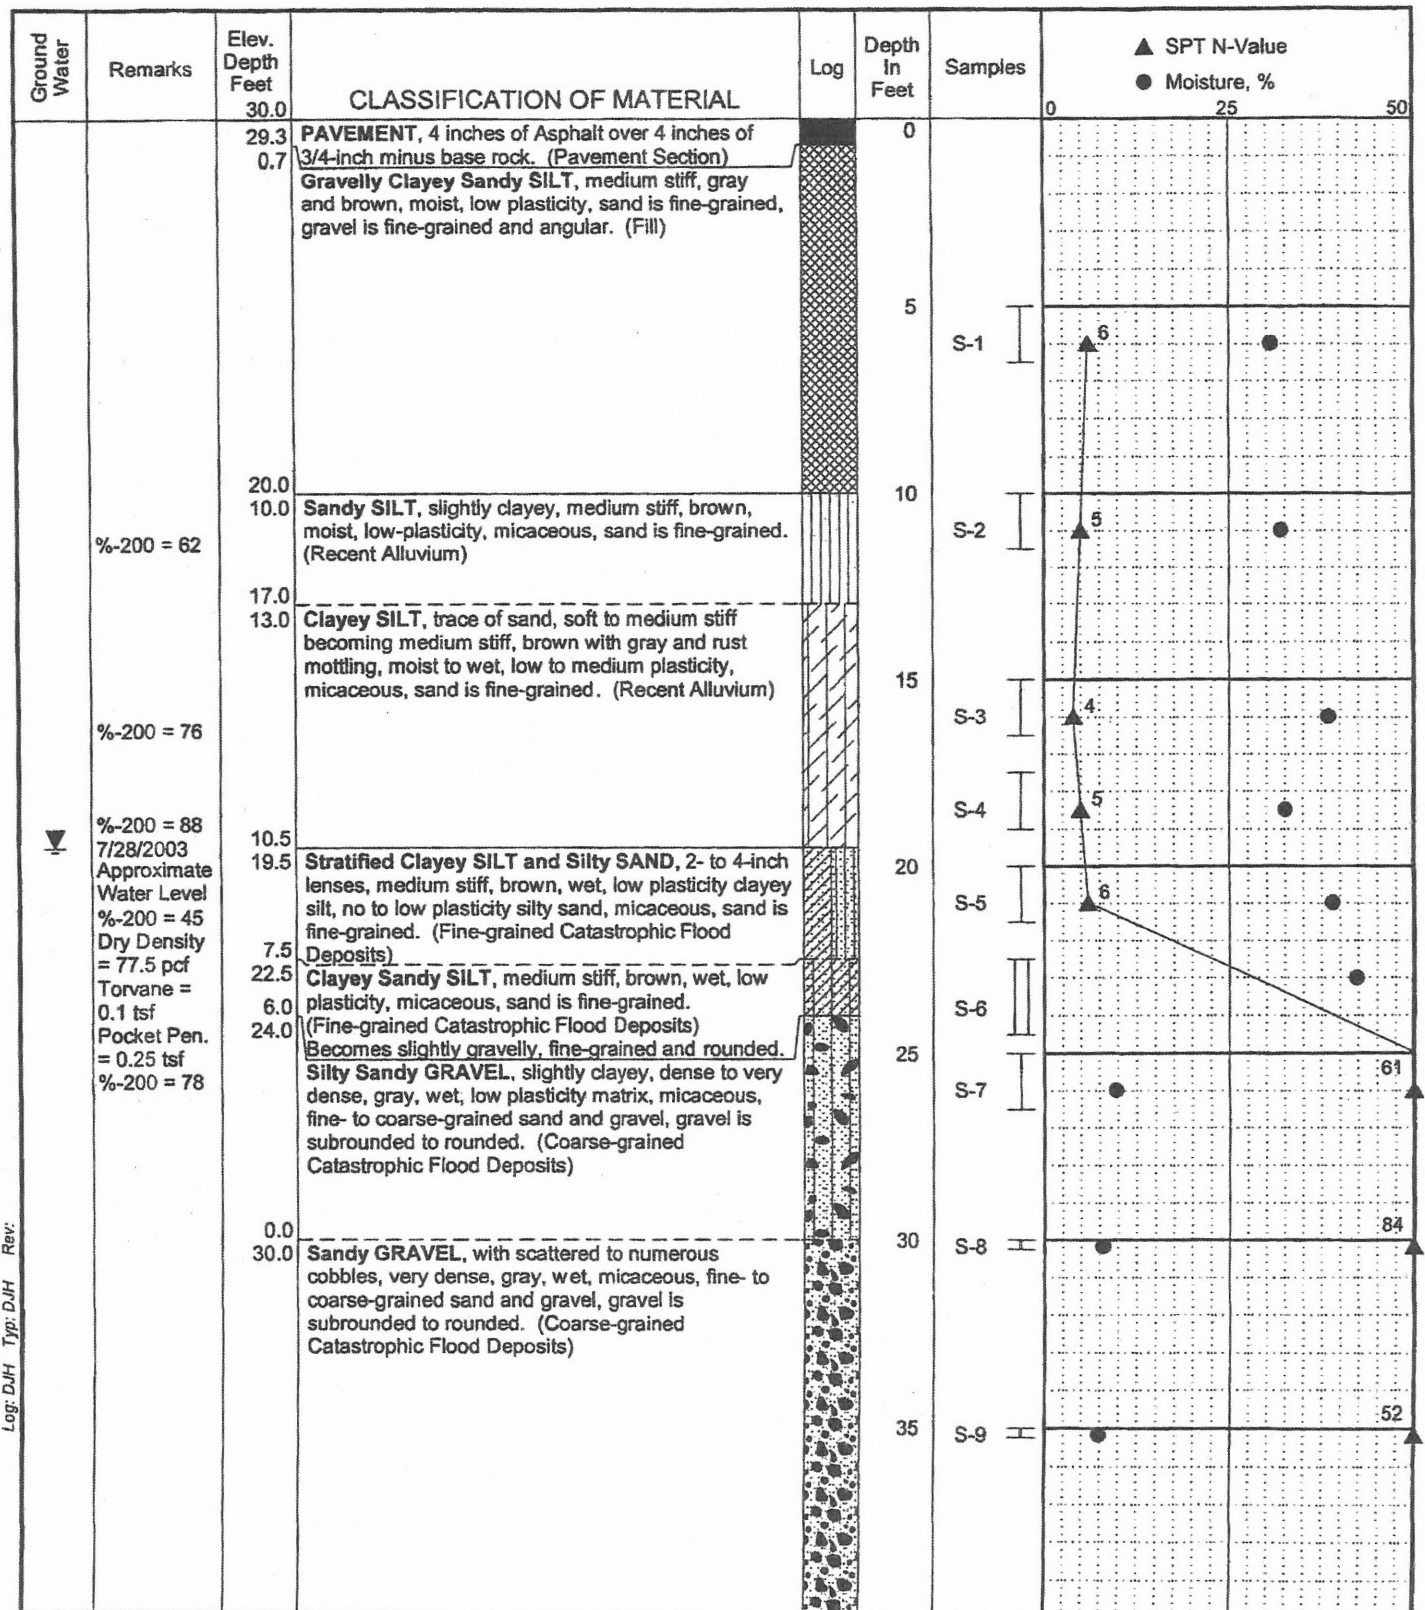 Ground
Water
Remarks
Elev.
Depth
Feet
30.0
CLASSIFICATION OF MATERIAL
Log
Depth
In
Feet
Samples
▲ SPT N-Value
● Moisture, %
0 25 50
29.3
0.7
PAVEMENT, 4 inches of Asphalt over 4 inches of
3/4-inch minus base rock. (Pavement Section)
0
Gravelly Clayey Sandy SILT, medium stiff, gray
and brown, moist, low plasticity, sand is fine-grained,
gravel is fine-grained and angular. (Fill)
5
S-1
6
20.0
10.0
Sandy SILT, slightly clayey, medium stiff, brown,
moist, low-plasticity, micaceous, sand is fine-grained.
(Recent Alluvium)
10
S-2
5
%-200 = 62
17.0
13.0
Clayey SILT, trace of sand, soft to medium stiff
becoming medium stiff, brown with gray and rust
mottling, moist to wet, low to medium plasticity,
micaceous, sand is fine-grained. (Recent Alluvium)
15
S-3
4
%-200 = 76
S-4
5
%-200 = 88
7/28/2003
Approximate
Water Level
%-200 = 45
Dry Density
= 77.5 pcf
Torvane =
0.1 tsf
Pocket Pen.
= 0.25 tsf
%-200 = 78
10.5
19.5
Stratified Clayey SILT and Silty SAND, 2- to 4-inch
lenses, medium stiff, brown, wet, low plasticity clayey
silt, no to low plasticity silty sand, micaceous, sand is
fine-grained. (Fine-grained Catastrophic Flood
Deposits)
20
S-5
6
7.5
22.5
Clayey Sandy SILT, medium stiff, brown, wet, low
plasticity, micaceous, sand is fine-grained.
(Fine-grained Catastrophic Flood Deposits)
Becomes slightly gravelly, fine-grained and rounded.
S-6
6.0
24.0
Silty Sandy GRAVEL, slightly clayey, dense to very
dense, gray, wet, low plasticity matrix, micaceous,
fine- to coarse-grained sand and gravel, gravel is
subrounded to rounded. (Coarse-grained
Catastrophic Flood Deposits)
25
S-7
61
0.0
30.0
Sandy GRAVEL, with scattered to numerous
cobbles, very dense, gray, wet, micaceous, fine- to
coarse-grained sand and gravel, gravel is
subrounded to rounded. (Coarse-grained
Catastrophic Flood Deposits)
30
S-8
84
35
S-9
52
Log: DJH Typ: DJH Rev: